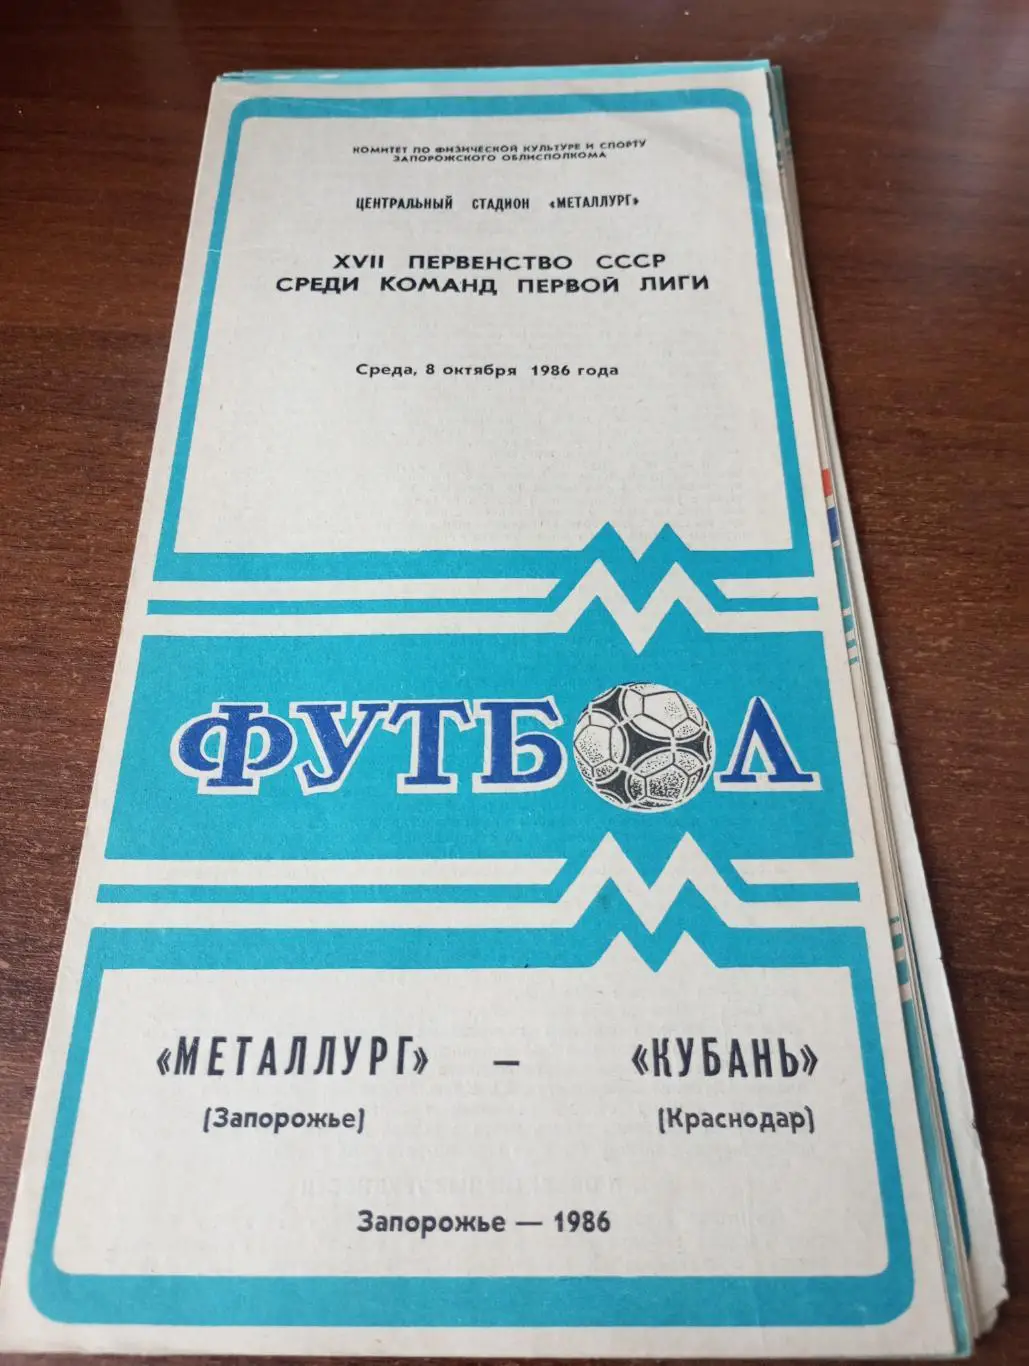 КОМИТЕТ ПО ФИЗИЧЕСКОЙ КУЛЬТУРЕ И СПОРТУ
ЗАПОРОЖСКОГО ОБЛИСПОЛКОМА
ЦЕНТРАЛЬНЫЙ СТАДИОН «МЕТАЛЛУРГ»
XVII ПЕРВЕНСТВО СССР
СРЕДИ КОМАНД ПЕРВОЙ ЛИГИ
Среда, 8 октября 1986 года
ФУТБОЛ
«МЕТАЛЛУРГ» — «КУБАНЬ»
(Запорожье) (Краснодар)
Запорожье — 1986